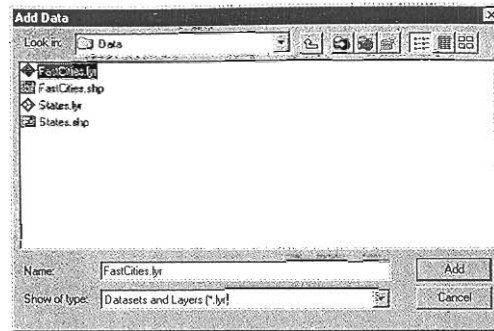 Add Data
Look in: Data
FastCities.lyr
FastCities.shp
States.lyr
States.shp
Name: FastCities.lyr
Add
Show of type: Datasets and Layers (*.lyr)
Cancel